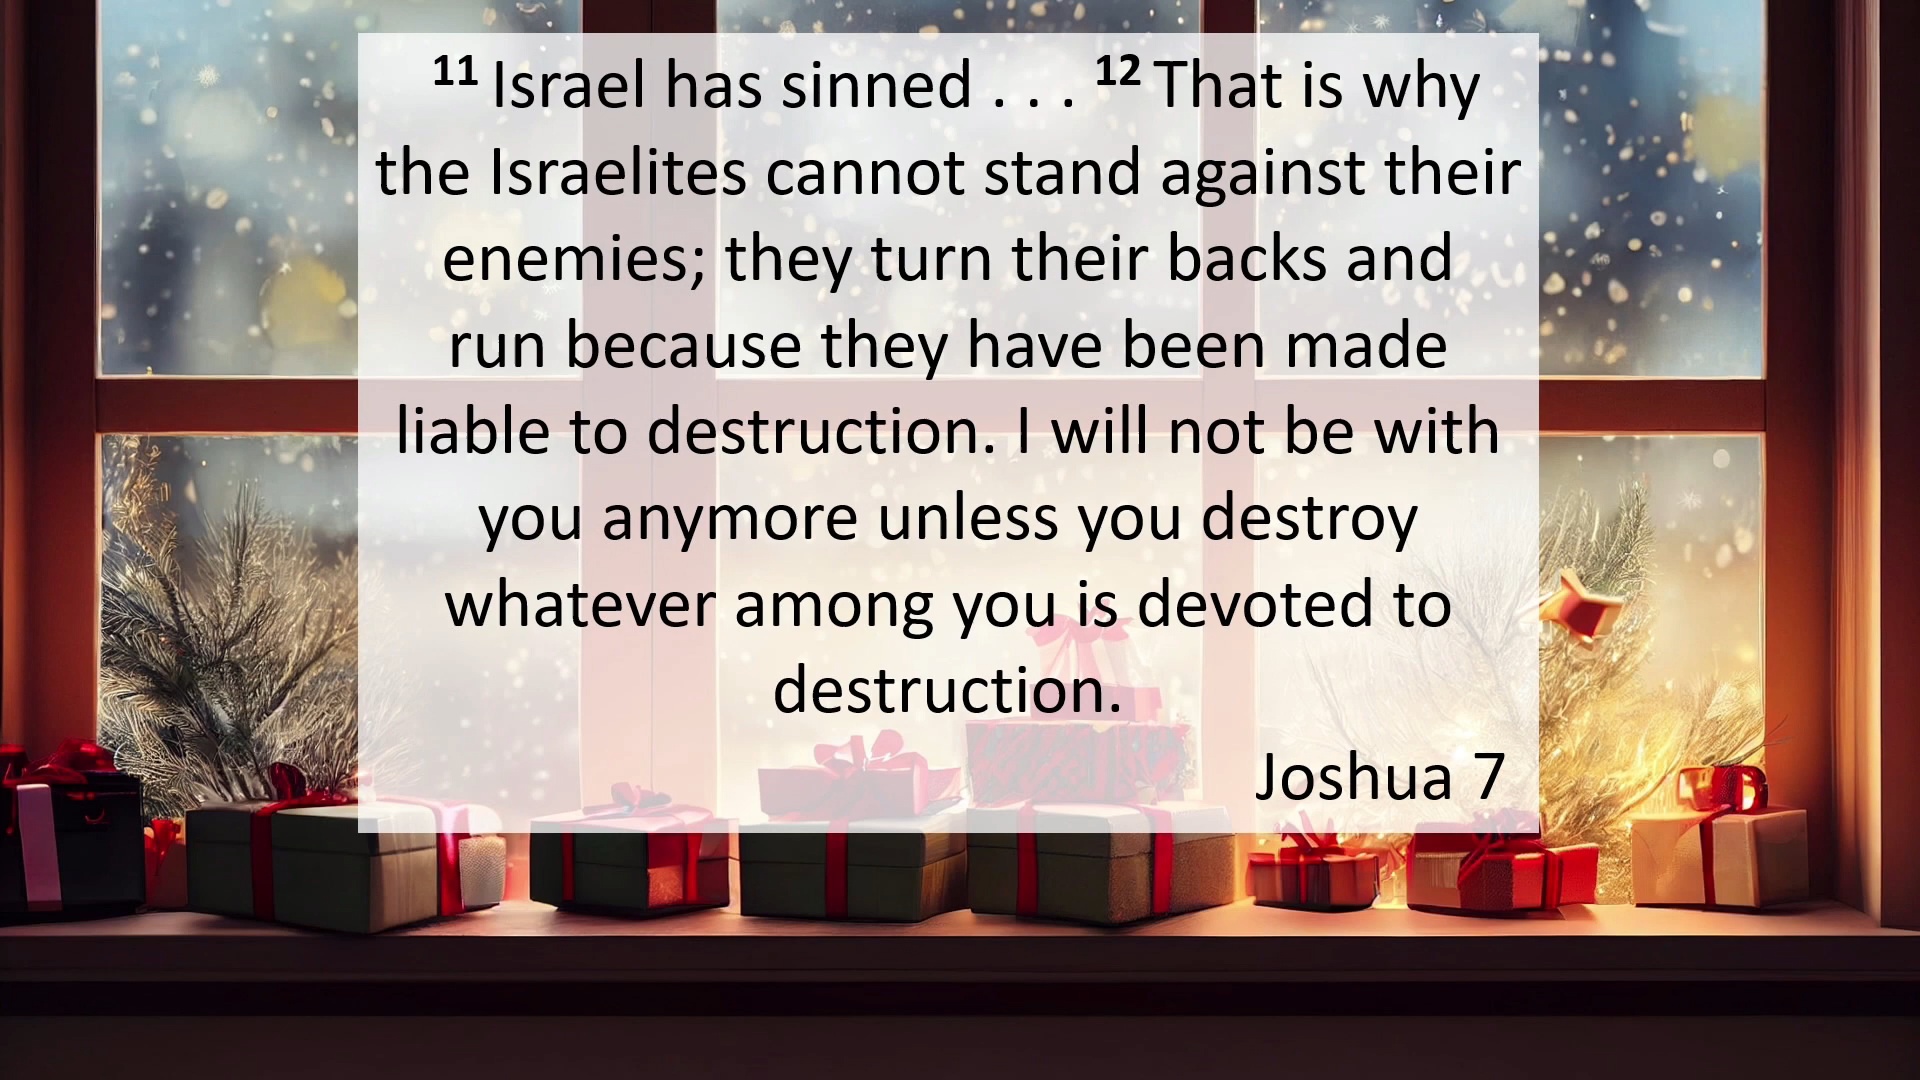 11 Israel has sinned . . . 12 That is why
the Israelites cannot stand against their
enemies; they turn their backs and
run because they have been made
liable to destruction. I will not be with
you anymore unless you destroy
whatever among you is devoted to
destruction.
Joshua 7